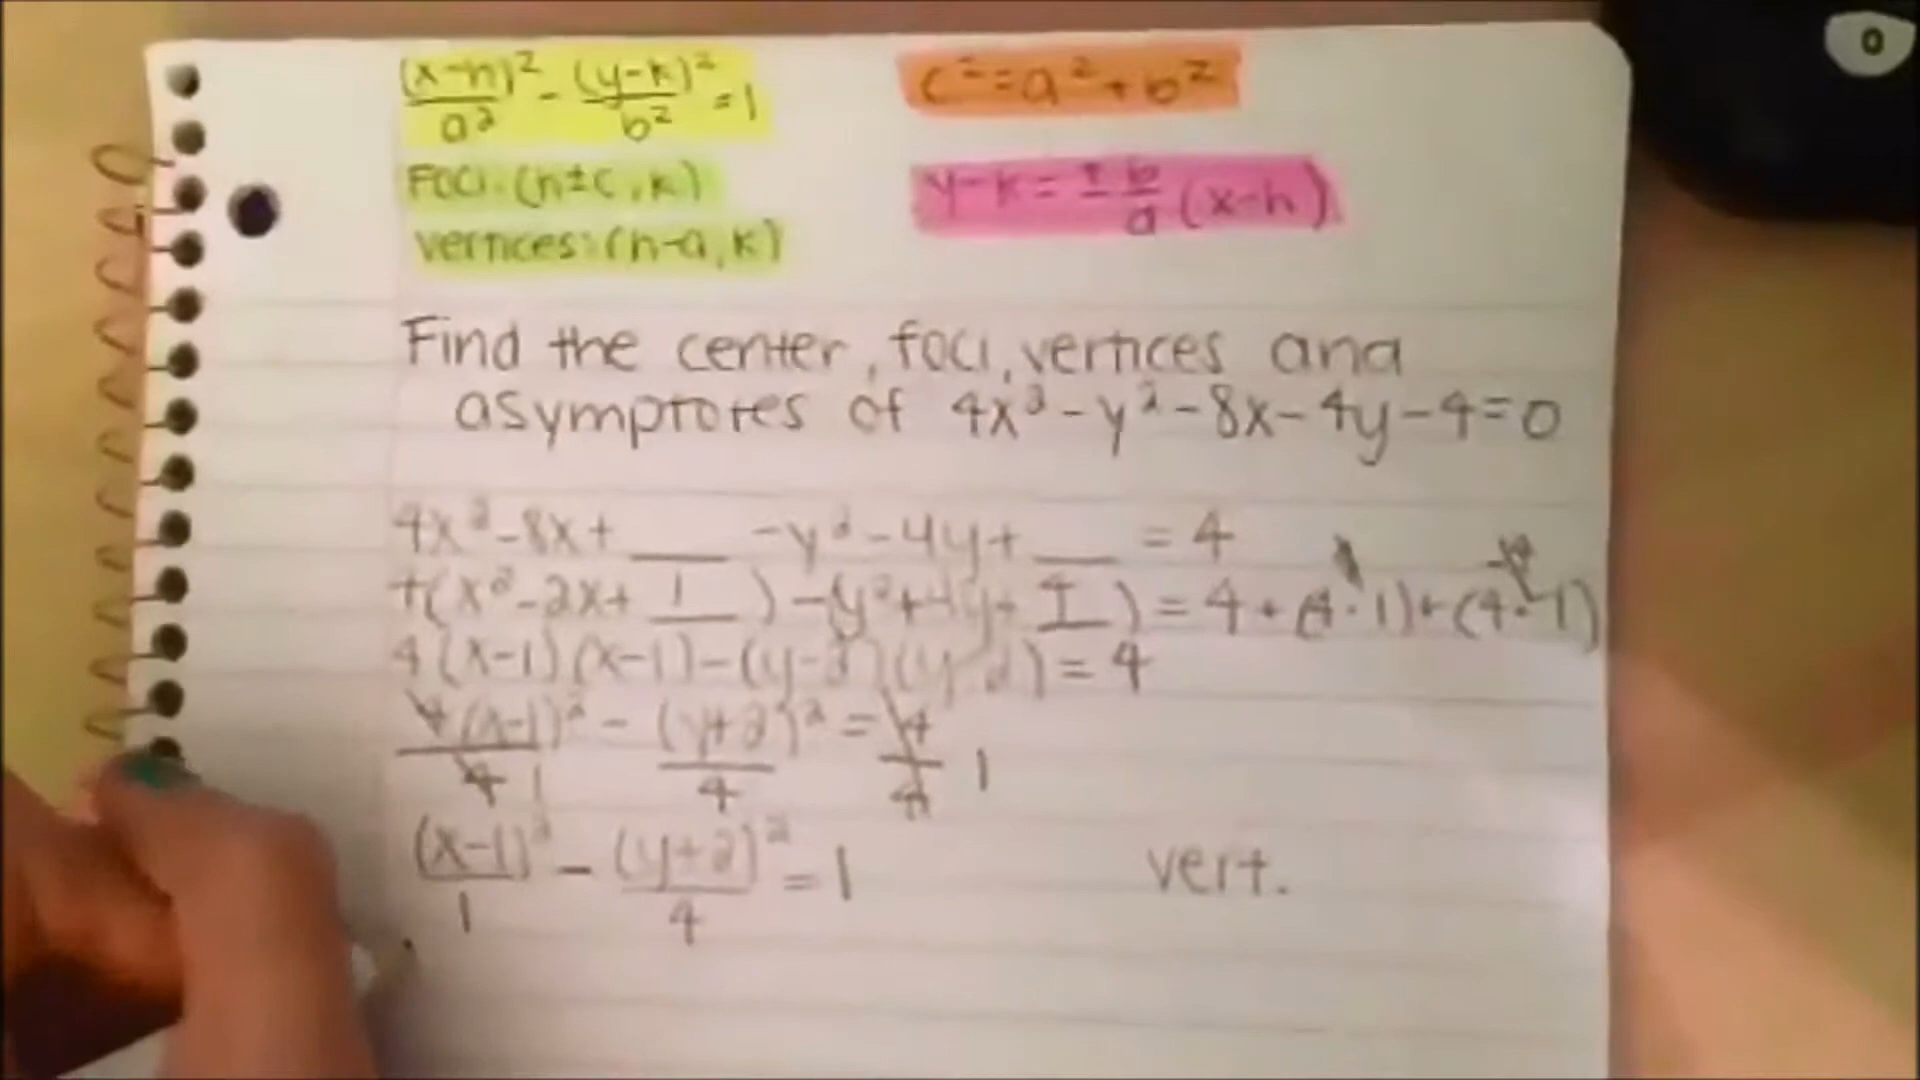 (x-h)²/a² - (y-k)²/b² = 1
c²=a²+b²
Foci: (h±c, k)
y-k = ± b/a (x-h)
vertices: (h-a, k)
Find the center, foci, vertices and
asymptotes of 4x²-y²-8x-4y-4=0
4x²-8x+ ___ -y²-4y+ ___ = 4
4(x²-2x+ 1 ) -(y²+4y+ 4 ) = 4 + (4·1)+(4·-1)
4(x-1)(x-1)-(y-2)(y-2) = 4
4(x-1)²/4 1 - (y+2)²/4 = 4/4 1
(x-1)²/1 - (y+2)²/4 = 1
vert.
0